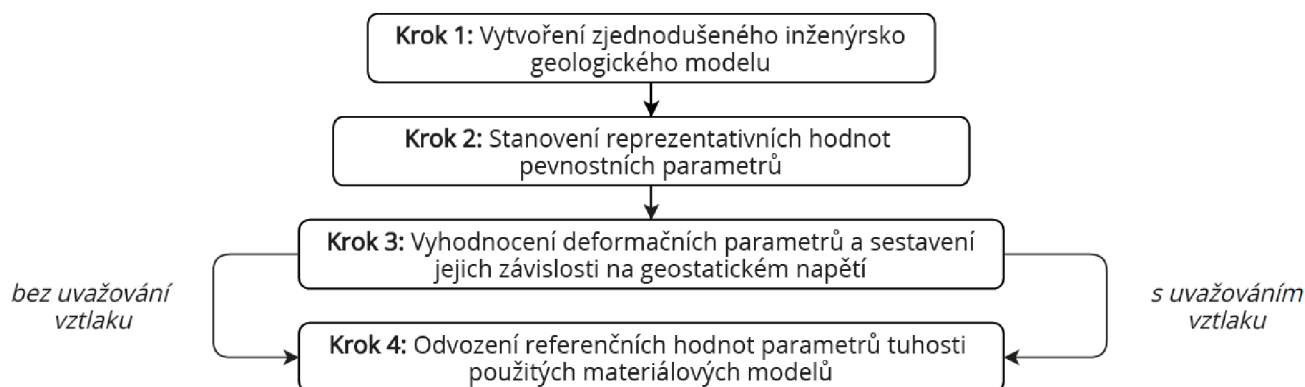 Krok 1: Vytvoření zjednodušeného inženýrsko
geologického modelu
Krok 2: Stanovení reprezentativních hodnot
pevnostních parametrů
Krok 3: Vyhodnocení deformačních parametrů a sestavení
jejich závislosti na geostatickém napětí
bez uvažování
vztlaku
s uvažováním
vztlaku
Krok 4: Odvození referenčních hodnot parametrů tuhosti
použitých materiálových modelů